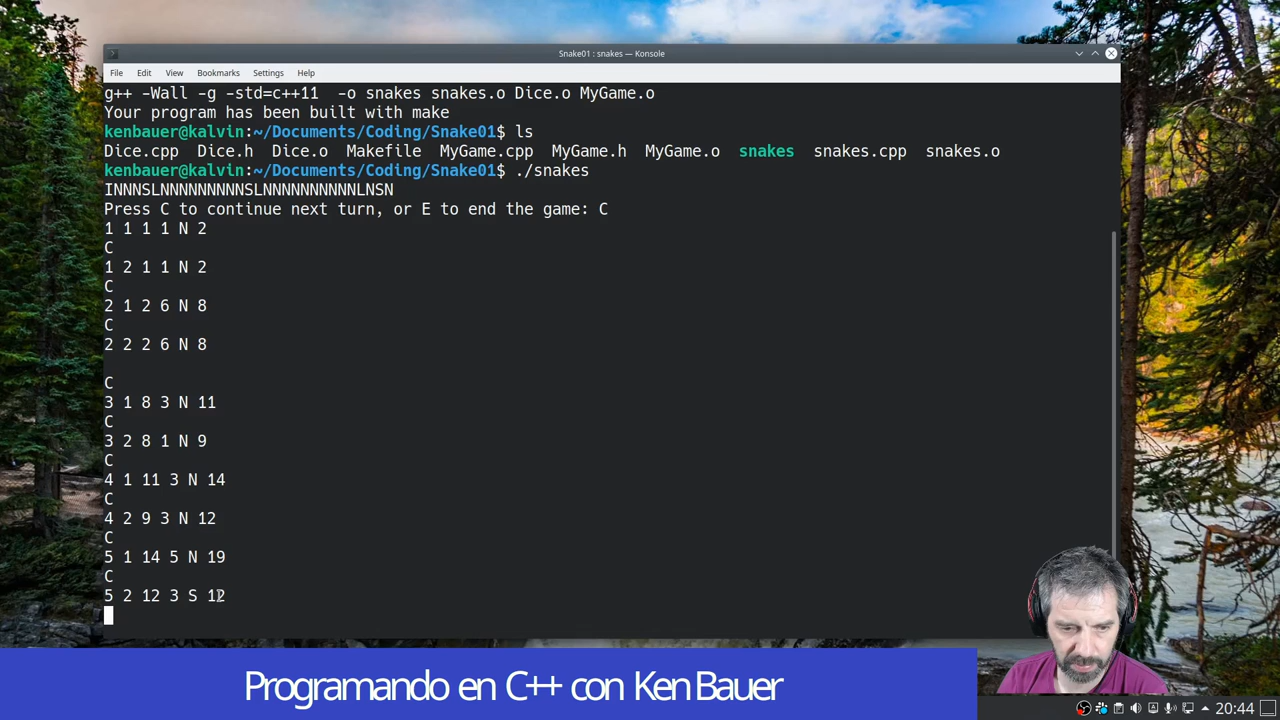 Snake01 : snakes — Konsole
File Edit View Bookmarks Settings Help
g++ -Wall -g -std=c++11  -o snakes snakes.o Dice.o MyGame.o
Your program has been built with make
kenbauer@kalvin:~/Documents/Coding/Snake01$ ls
Dice.cpp  Dice.h  Dice.o  Makefile  MyGame.cpp  MyGame.h  MyGame.o  snakes  snakes.cpp  snakes.o
kenbauer@kalvin:~/Documents/Coding/Snake01$ ./snakes
INNNSLNNNNNNNNNSLNNNNNNNNNNLNSN
Press C to continue next turn, or E to end the game: C
1 1 1 1 N 2
C
1 2 1 1 N 2
C
2 1 2 6 N 8
C
2 2 2 6 N 8
C
3 1 8 3 N 11
C
3 2 8 1 N 9
C
4 1 11 3 N 14
C
4 2 9 3 N 12
C
5 1 14 5 N 19
C
5 2 12 3 S 12
Programando en C++ con Ken Bauer
20:44